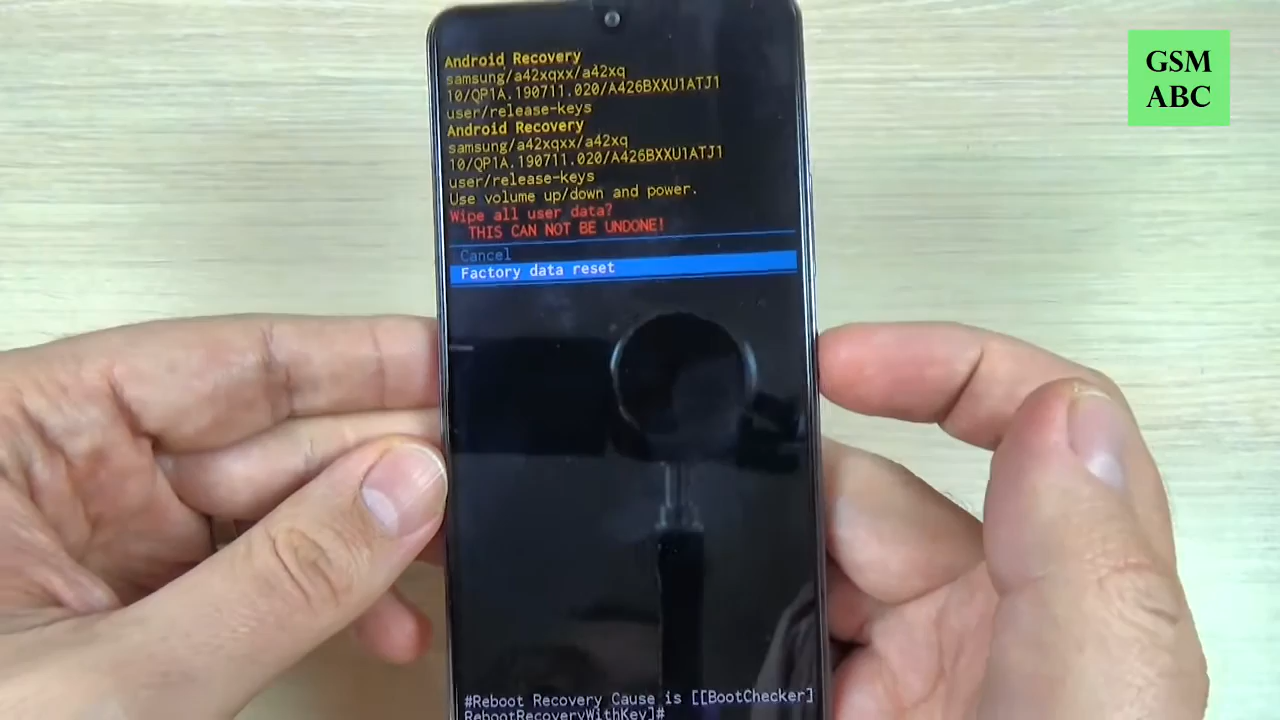 GSM
ABC
Android Recovery
samsung/a42xqxx/a42xq
10/QP1A.190711.020/A426BXXU1ATJ1
user/release-keys
Android Recovery
samsung/a42xqxx/a42xq
10/QP1A.190711.020/A426BXXU1ATJ1
user/release-keys
Use volume up/down and power.
Wipe all user data?
THIS CAN NOT BE UNDONE!
Cancel
Factory data reset
#Reboot Recovery Cause is [[BootChecker]
RebootRecoveryWithKey]#